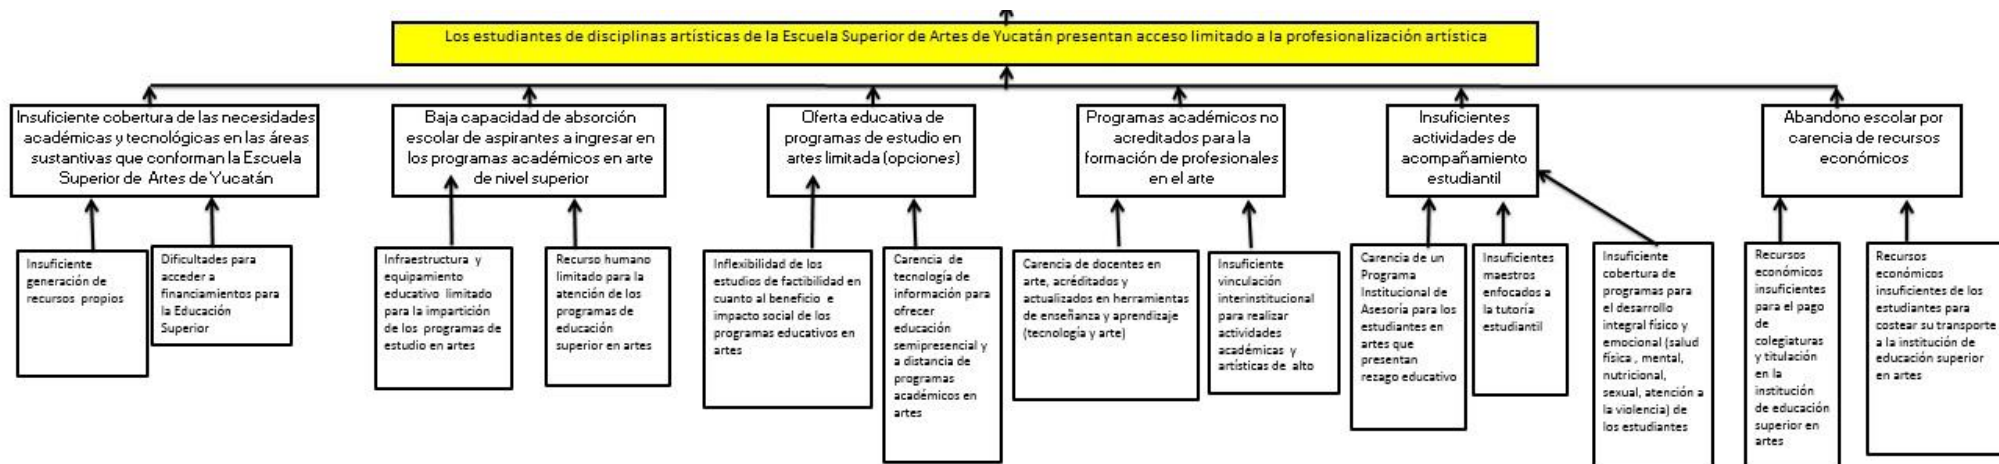 Los estudiantes de disciplinas artísticas de la Escuela Superior de Artes de Yucatán presentan acceso limitado a la profesionalización artística
Insuficiente cobertura de las necesidades
académicas y tecnológicas en las áreas
sustantivas que conforman la Escuela
Superior de Artes de Yucatán
Baja capacidad de absorción
escolar de aspirantes a ingresar en
los programas académicos en arte
de nivel superior
Oferta educativa de
programas de estudio en
artes limitada (opciones)
Programas académicos no
acreditados para la
formación de profesionales
en el arte
Insuficientes
actividades de
acompañamiento
estudiantil
Abandono escolar por
carencia de recursos
económicos
Insuficiente
generación de
recursos propios
Dificultades para
acceder a
financiamientos para
la Educación
Superior
Infraestructura y
equipamiento
educativo limitado
para la impartición
de los programas de
estudio en artes
Recurso humano
limitado para la
atención de los
programas de
educación
superior en artes
Inflexibilidad de los
estudios de factibilidad en
cuanto al beneficio e
impacto social de los
programas educativos en
artes
Carencia de
tecnología de
información para
ofrecer
educación
semipresencial y
a distancia de
programas
académicos en
artes
Carencia de docentes en
arte, acréditados y
actualizados en herramientas
de enseñanza y aprendizaje
(tecnología y arte)
Insuficiente
vinculación
interinstitucional
para realizar
actividades
académicas y
artísticas de alto
Carencia de un
Programa
Institucional de
Asesoría para los
estudiantes en
artes que
presentan
rezago educativo
Insuficientes
maestros
enfocados a
la tutoría
estudiantil
Insuficiente
cobertura de
programas para
el desarrollo
integral físico y
emocional (salud
física , mental,
nutricional,
sexual, atención a
la violencia) de
los estudiantes
Recursos
económicos
insuficientes
para el pago
de
colegiaturas
y titulación
en la
institución
de educación
superior en
artes
Recursos
económicos
insuficientes de los
estudiantes para
costear su transporte
a la institución de
educación superior
en artes